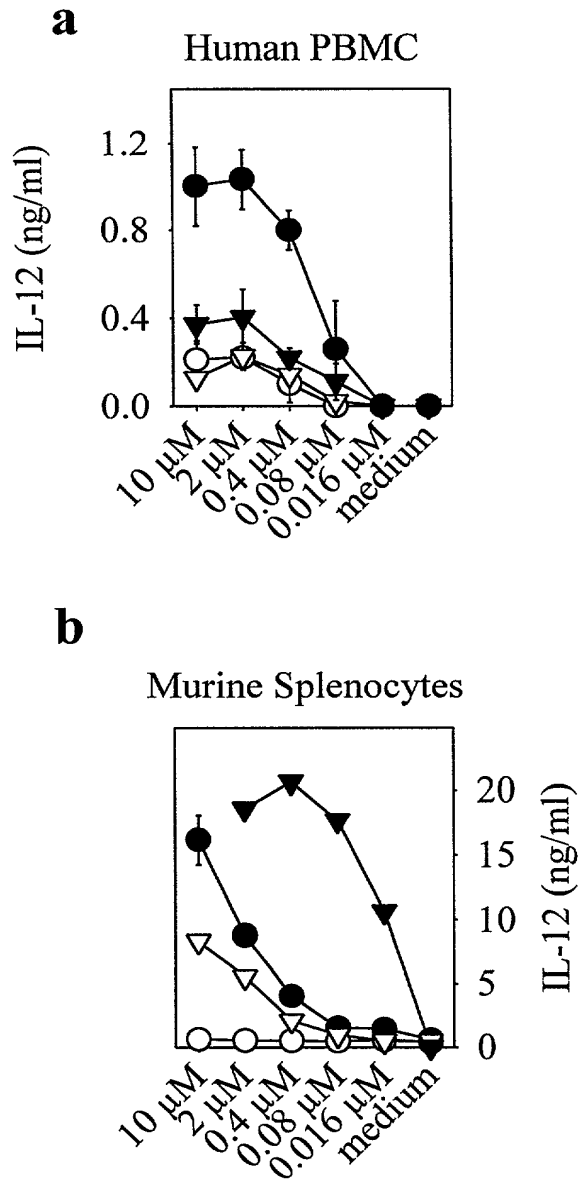 a
Human PBMC
IL-12 (ng/ml)
1.2
0.8
0.4
0.0
10 µM
2 µM
0.4 µM
0.08 µM
0.016 µM
medium
b
Murine Splenocytes
20
15
10
5
0
IL-12 (ng/ml)
10 µM
2 µM
0.4 µM
0.08 µM
0.016 µM
medium